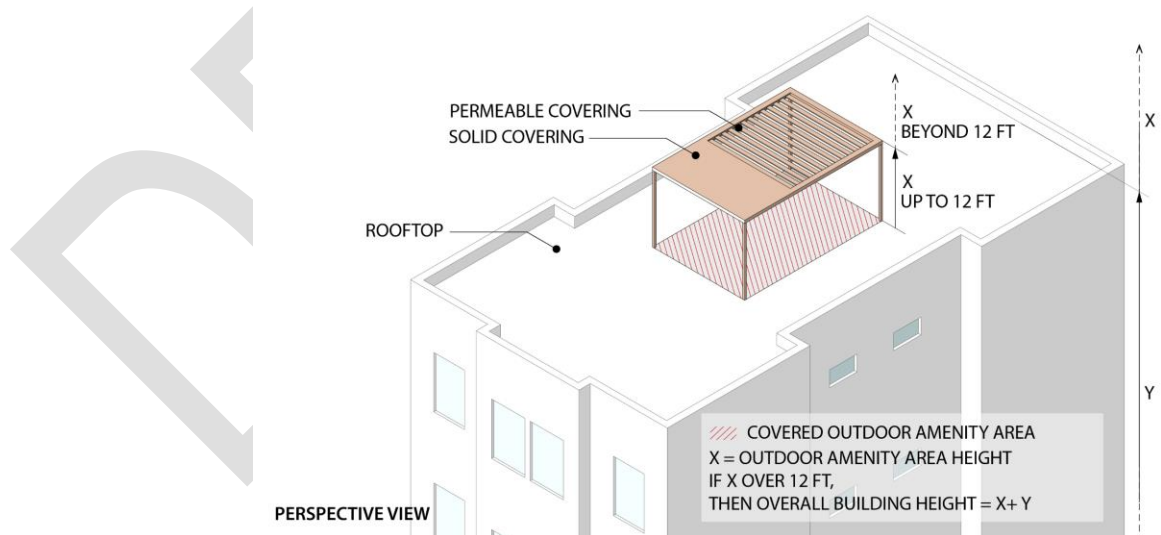 PERMEABLE COVERING
SOLID COVERING
ROOFTOP
X
BEYOND 12 FT
X
UP TO 12 FT
X
Y
COVERED OUTDOOR AMENITY AREA
X = OUTDOOR AMENITY AREA HEIGHT
IF X OVER 12 FT,
THEN OVERALL BUILDING HEIGHT = X+ Y
PERSPECTIVE VIEW